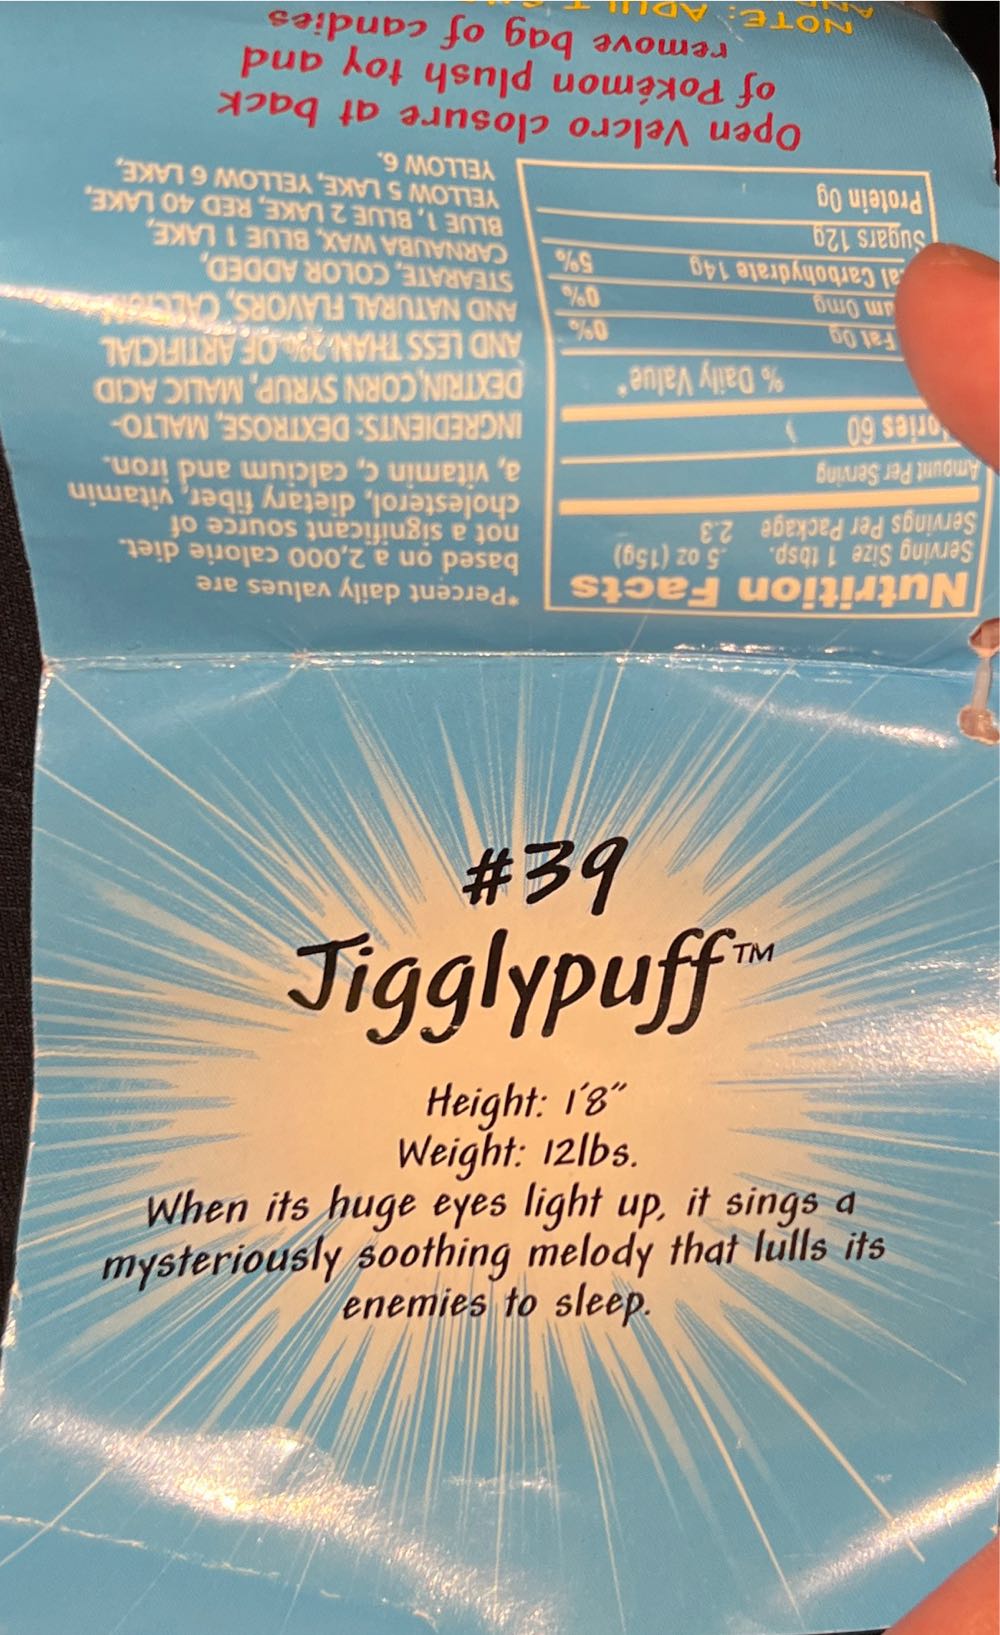 #39
Jigglypuff™
Height: 1'8"
Weight: 12lbs.
When its huge eyes light up, it sings a
mysteriously soothing melody that lulls its
enemies to sleep.
Nutrition Facts
Serving Size 1 tbsp. .5 oz (15g)
Servings Per Package 2.3
Amount Per Serving
Calories 60
% Daily Value*
Fat 0g 0%
0mg 0%
Carbohydrate 14g 5%
Sugars 12g
Protein 0g
*Percent daily values are
based on a 2,000 calorie diet.
not a significant source of
cholesterol, dietary fiber, vitamin
a, vitamin c, calcium and iron.
INGREDIENTS: DEXTROSE, MALTO-
DEXTRIN,CORN SYRUP, MALIC ACID
AND LESS THAN 2% OF ARTIFICIAL
AND NATURAL FLAVORS, CALCIUM
STEARATE, COLOR ADDED,
CARNAUBA WAX, BLUE 1 LAKE,
BLUE 1, BLUE 2 LAKE, RED 40 LAKE,
YELLOW 5 LAKE, YELLOW 6 LAKE,
YELLOW 6.
Open Velcro closure at back
of Pokémon plush toy and
remove bag of candies
NOTE: ADULT